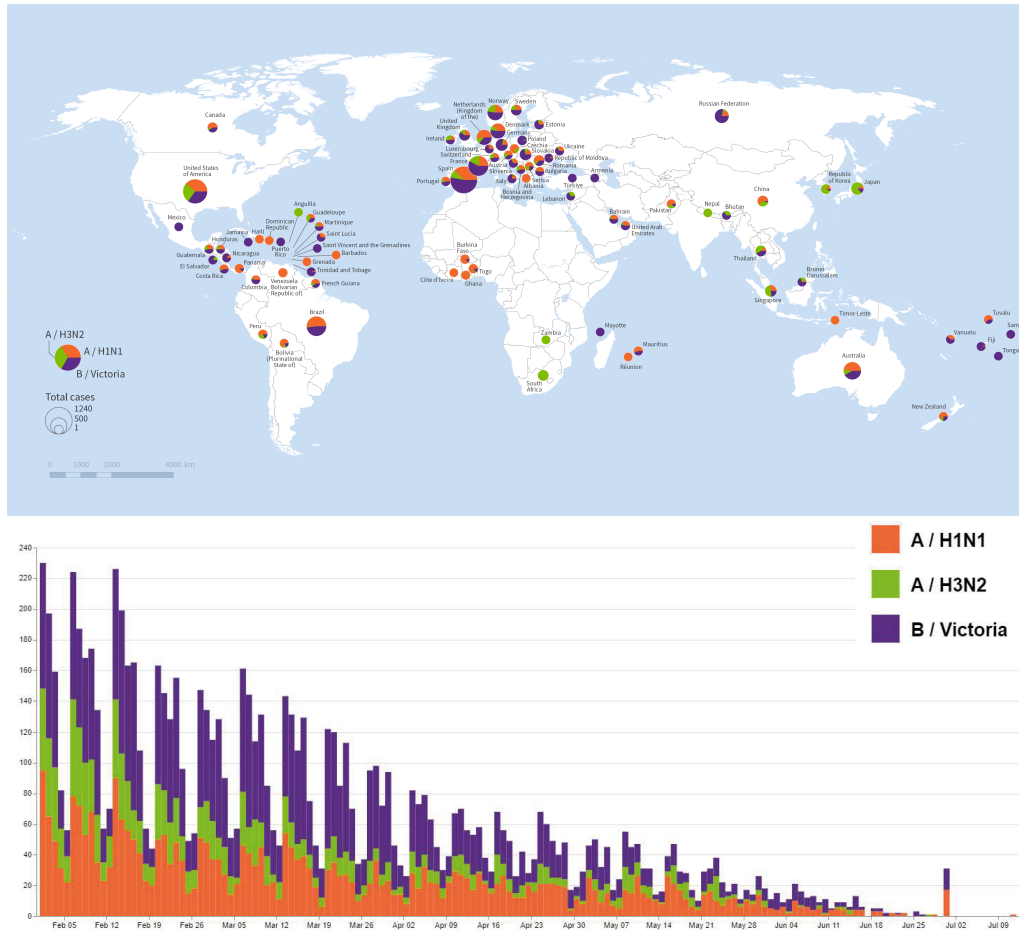 Canada
United States
of America
Mexico
Anguilla
Guadeloupe
Dominican
Republic
Martinique
Jamaica
Haiti
Saint Lucia
Honduras
Puerto
Rico
Saint Vincent and the Grenadines
Guatemala
Nicaragua
Barbados
El Salvador
Panama
Grenada
Costa Rica
Trinidad and Tobago
Colombia
Venezuela
(Bolivarian
Republic of)
French Guiana
Brazil
Peru
Bolivia
(Plurinational
State of)
Netherlands
(Kingdom
of the)
Norway
Sweden
United
Kingdom
Denmark
Estonia
Ireland
Germany
Poland
Luxembourg
Czechia
Ukraine
Switzerland
Slovakia
France
Republic of Moldova
Austria
Romania
Spain
Slovenia
Bulgaria
Armenia
Portugal
Italy
Serbia
Albania
Türkiye
Bosnia and
Herzegovina
Lebanon
Russian Federation
Bahrain
United Arab
Emirates
Pakistan
Nepal
Bhutan
China
Republic
of Korea
Japan
Thailand
Brunei
Darussalam
Singapore
Burkina
Faso
Togo
Côte d'Ivoire
Ghana
Zambia
Mayotte
Mauritius
Réunion
South
Africa
Timor-Leste
Tuvalu
Vanuatu
Fiji
Sam
Tonga
Australia
New Zealand
A / H3N2
A / H1N1
B / Victoria
Total cases
1240
500
1
0 1000 2000 4000 km
A / H1N1
A / H3N2
B / Victoria
240
220
200
180
160
140
120
100
80
60
40
20
0
Feb 05 Feb 12 Feb 19 Feb 26 Mar 05 Mar 12 Mar 19 Mar 26 Apr 02 Apr 09 Apr 16 Apr 23 Apr 30 May 07 May 14 May 21 May 28 Jun 04 Jun 11 Jun 18 Jun 25 Jul 02 Jul 09